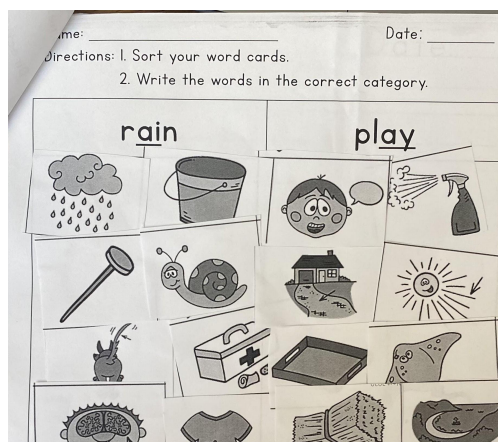 Date:
Directions: 1. Sort your word cards.
2. Write the words in the correct category.
rain
play